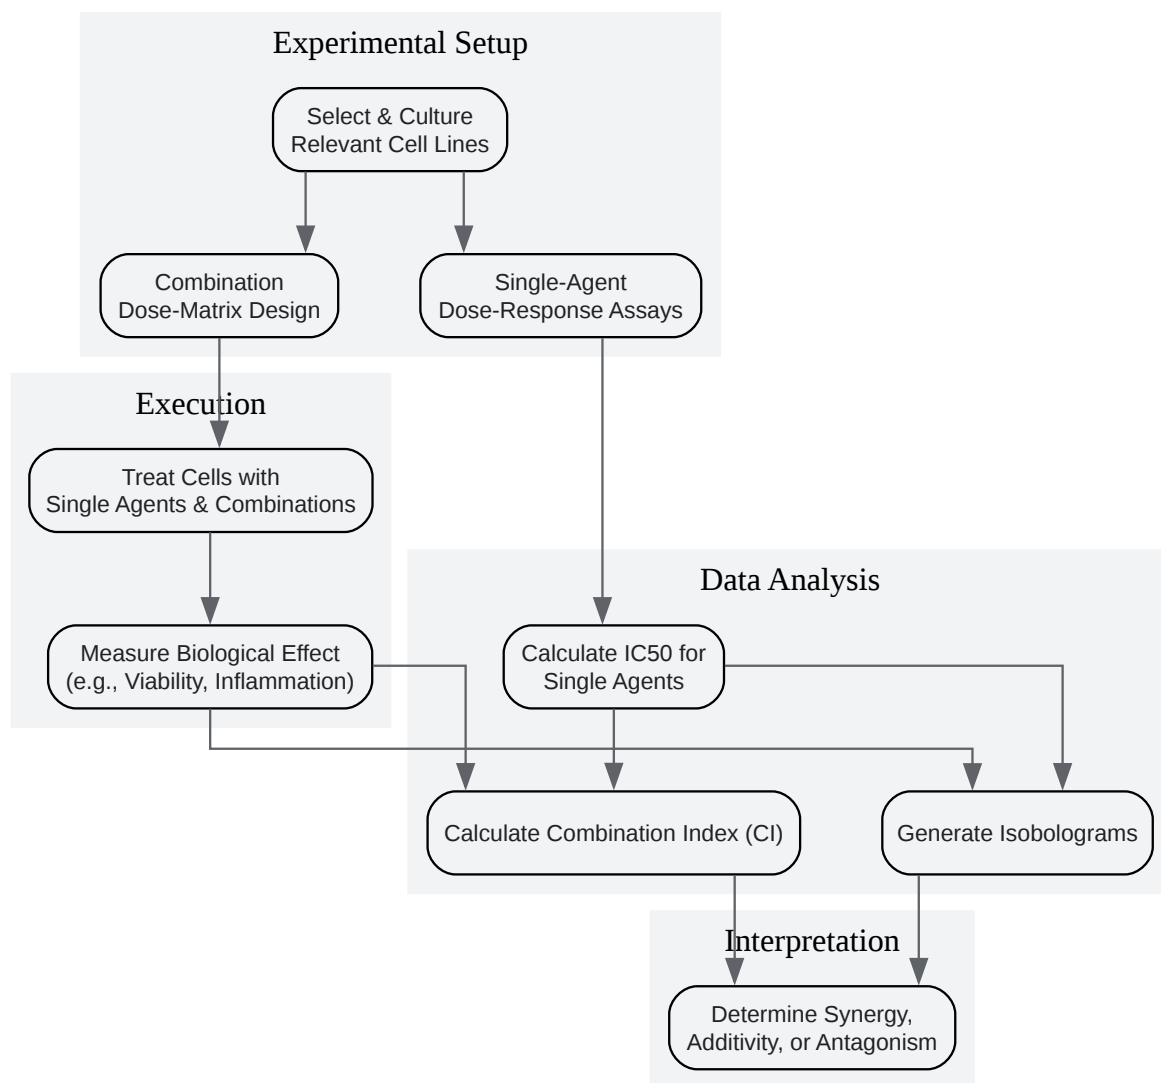 Experimental Setup
Select & Culture
Relevant Cell Lines
Combination
Dose-Matrix Design
Single-Agent
Dose-Response Assays
Execution
Treat Cells with
Single Agents & Combinations
Data Analysis
Measure Biological Effect
(e.g., Viability, Inflammation)
Calculate IC50 for
Single Agents
Calculate Combination Index (CI)
Generate Isobolograms
Interpretation
Determine Synergy,
Additivity, or Antagonism